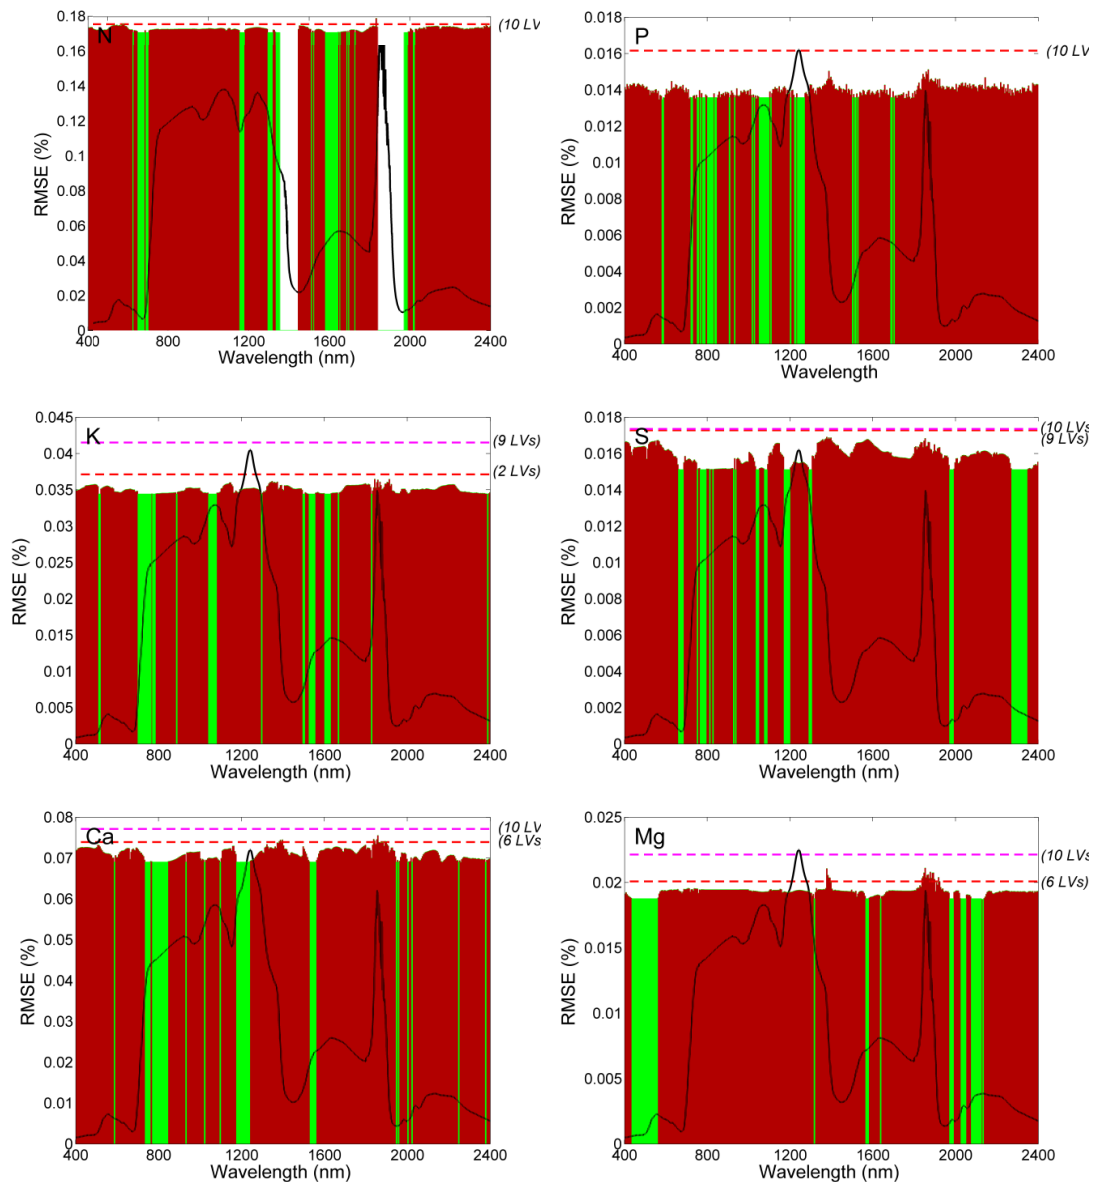 N
(10 LV
0.18
0.16
0.14
0.12
0.1
0.08
0.06
0.04
0.02
0
RMSE (%)
400 800 1200 1600 2000 2400
Wavelength (nm)
P
(10 LV
0.018
0.016
0.014
0.012
0.01
0.008
0.006
0.004
0.002
0
RMSE (%)
400 800 1200 1600 2000 2400
Wavelength
K
(9 LVs)
(2 LVs)
0.045
0.04
0.035
0.03
0.025
0.02
0.015
0.01
0.005
0
RMSE (%)
400 800 1200 1600 2000 2400
Wavelength (nm)
S
(10 LVs
(9 LVs)
0.018
0.016
0.014
0.012
0.01
0.008
0.006
0.004
0.002
0
RMSE (%)
400 800 1200 1600 2000 2400
Wavelength (nm)
Ca
(10 LV
(6 LVs
0.08
0.07
0.06
0.05
0.04
0.03
0.02
0.01
0
RMSE (%)
400 800 1200 1600 2000 2400
Wavelength (nm)
Mg
(10 LVs
(6 LVs)
0.025
0.02
0.015
0.01
0.005
0
RMSE (%)
400 800 1200 1600 2000 2400
Wavelength (nm)